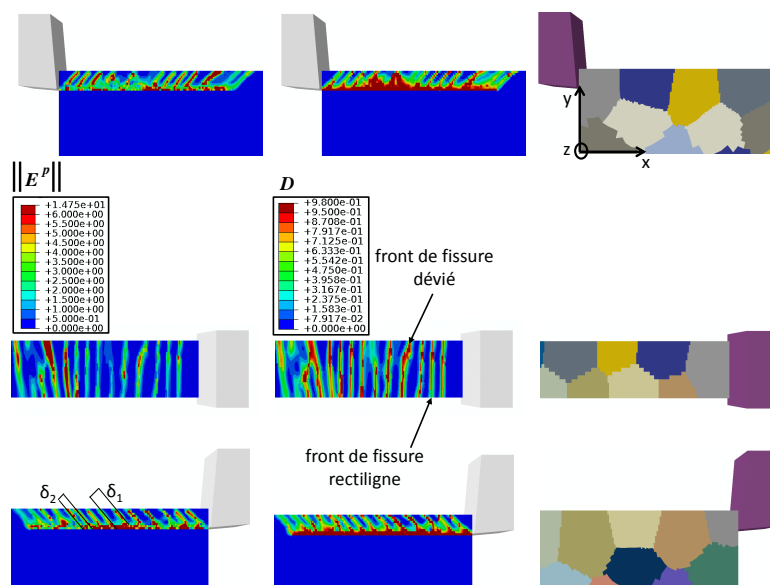 y
z
x
||E^p||
D
+1.475e+01
+6.000e+00
+5.500e+00
+5.000e+00
+4.500e+00
+4.000e+00
+3.500e+00
+3.000e+00
+2.500e+00
+2.000e+00
+1.500e+00
+1.000e+00
+5.000e-01
+0.000e+00
+9.800e-01
+9.500e-01
+8.708e-01
+7.917e-01
+7.125e-01
+6.333e-01
+5.542e-01
+4.750e-01
+3.958e-01
+3.167e-01
+2.375e-01
+1.583e-01
+7.917e-02
+0.000e+00
front de fissure
dévié
front de fissure
rectiligne
δ2
δ1